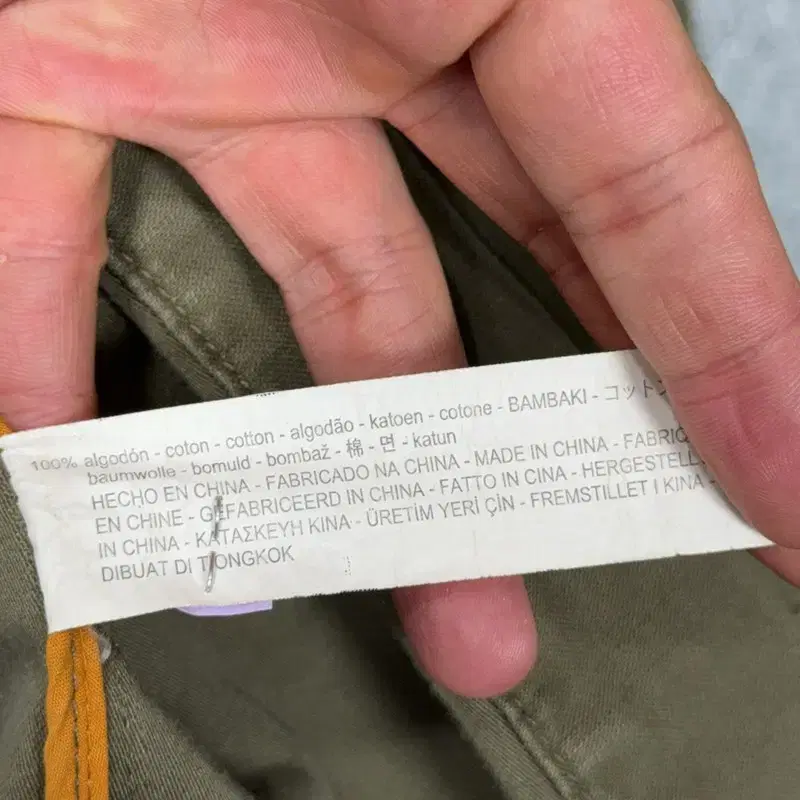 100% algodón - coton - cotton - algodão - katoen - cotone - BAMBAKI - コットン
baumwolle - bomuld - bombaž - 棉 - 면 - katun
HECHO EN CHINA - FABRICADO NA CHINA - MADE IN CHINA - FABRIQ
EN CHINE - GEFABRICEERD IN CHINA - FATTO IN CINA - HERGESTELL
IN CHINA - ΚΑΤΑΣΚΕΥΗ ΚΙΝΑ - ÜRETİM YERİ ÇİN - FREMSTILLET I KINA -
DIBUAT DI TIONGKOK